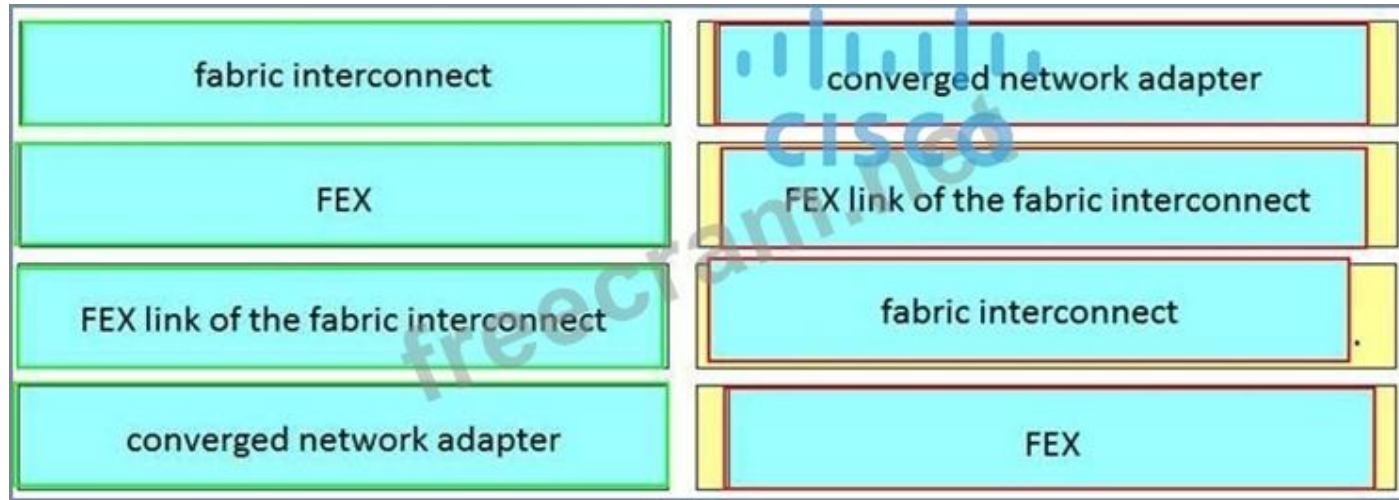 fabric interconnect
converged network adapter
CISCO
FEX
FEX link of the fabric interconnect
FEX link of the fabric interconnect
fabric interconnect
.
converged network adapter
FEX
freecram.net